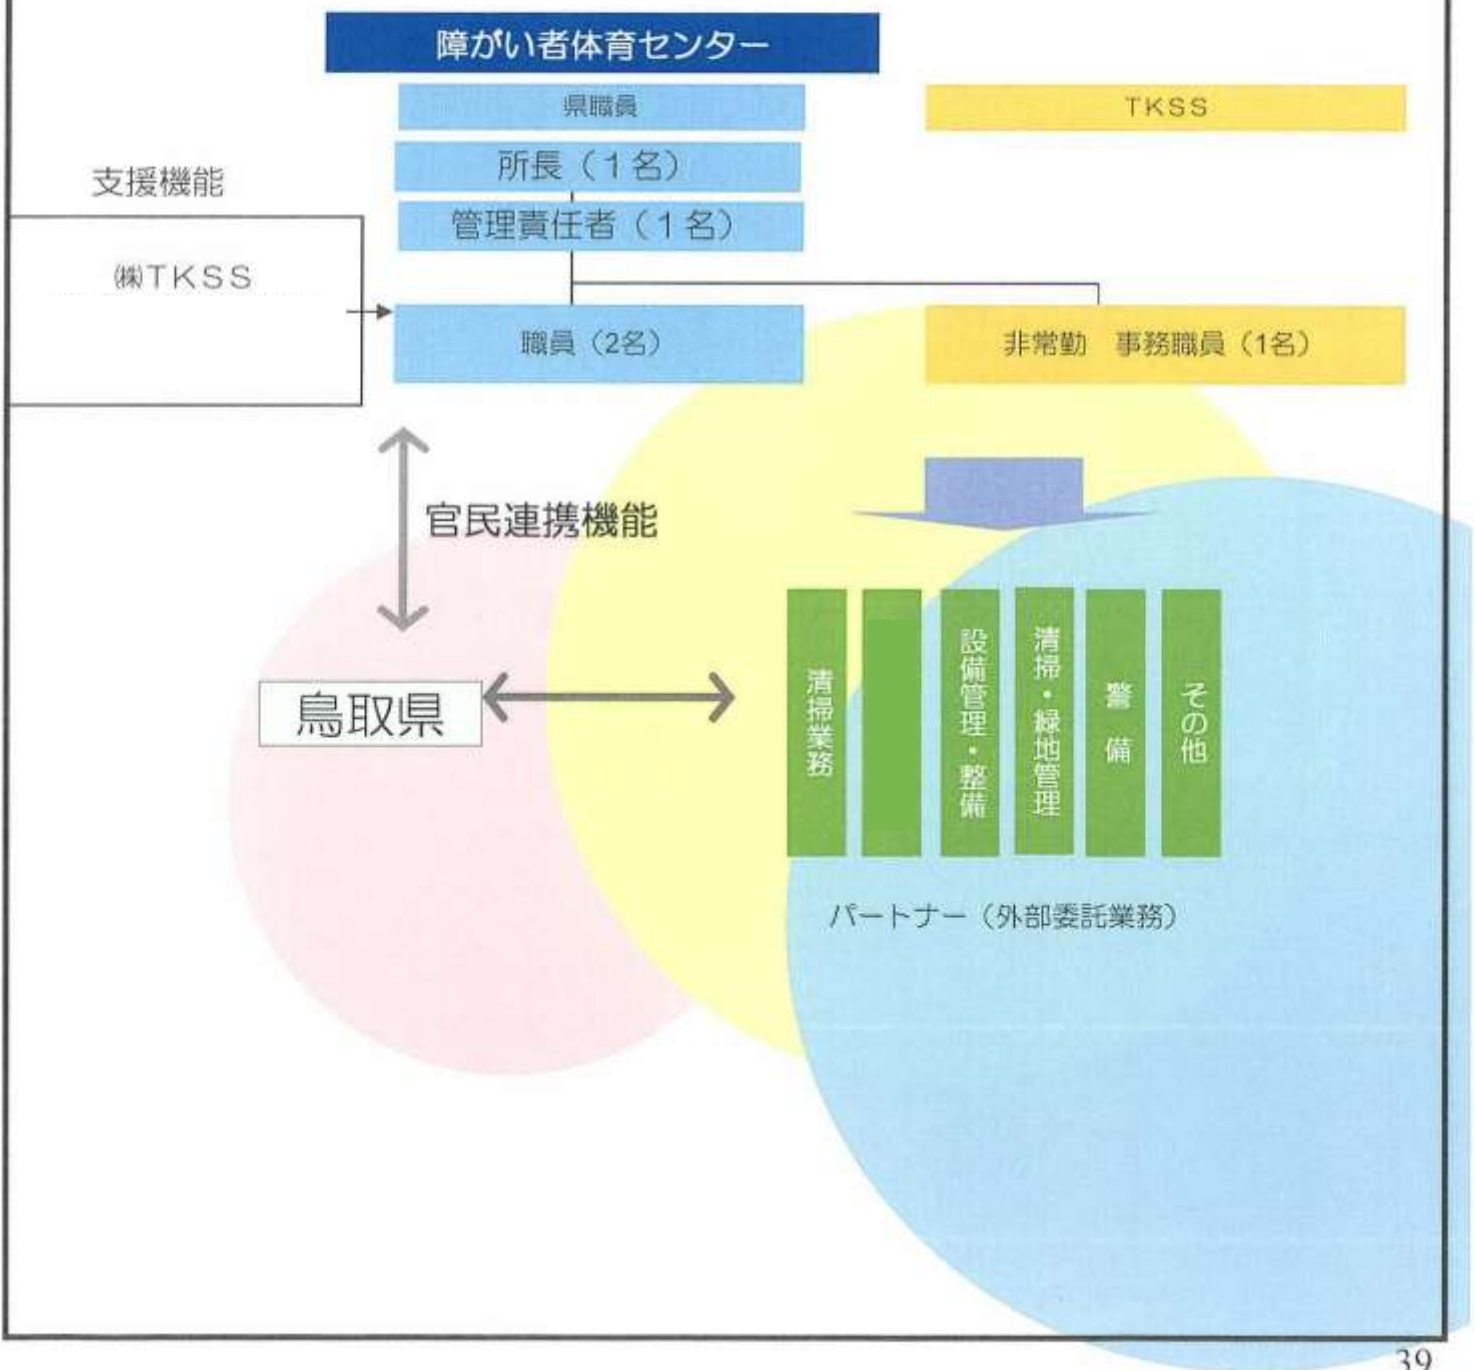 障がい者体育センター
県職員
TKSS
所長（1名）
支援機能
管理責任者（1名）
㈱TKSS
職員（2名）
非常勤　事務職員（1名）
官民連携機能
鳥取県
清掃業務
設備管理・整備
清掃・緑地管理
警　備
その他
パートナー（外部委託業務）
39